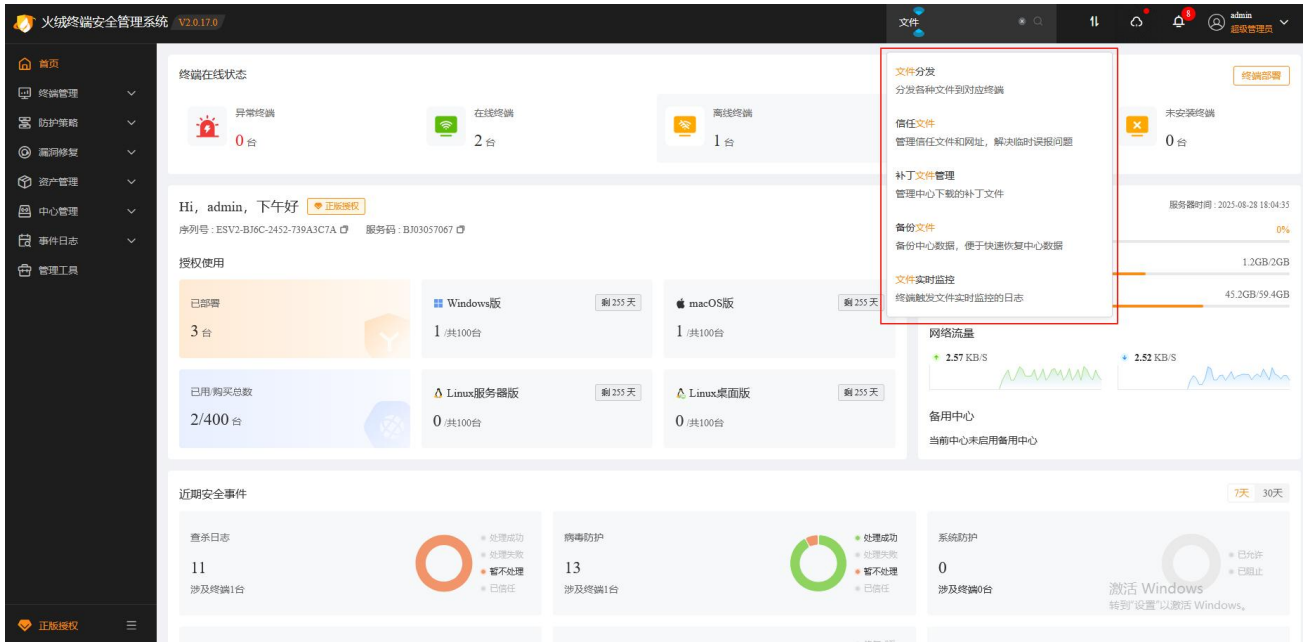 火绒终端安全管理系统 V2.0.17.0
文件
8
admin
超级管理员
首页
终端管理
防护策略
漏洞修复
资产管理
中心管理
事件日志
管理工具
正版授权
终端在线状态
终端部署
异常终端
0 台
在线终端
2 台
离线终端
1 台
未安装终端
0 台
文件分发
分发各种文件到对应终端
信任文件
管理信任文件和网址，解决临时误报问题
补丁文件管理
管理中心下载的补丁文件
备份文件
备份中心数据，便于快速恢复中心数据
文件实时监控
终端触发文件实时监控的日志
Hi，admin，下午好 正版授权
序列号 : ESV2-BJ6C-2452-739A3C7A 服务码 : BJ03057067
授权使用
已部署
3 台
Windows版 剩 255 天
1 /共100台
macOS版 剩 255 天
1 /共100台
已用/购买总数
2/400 台
Linux服务器版 剩 255 天
0 /共100台
Linux桌面版 剩 255 天
0 /共100台
服务器时间 : 2025-08-28 18:04:35
0%
1.2GB/2GB
45.2GB/59.4GB
网络流量
2.57 KB/S
2.52 KB/S
备用中心
当前中心未启用备用中心
近期安全事件
7天 30天
查杀日志
11
涉及终端1台
处理成功
处理失败
暂不处理
已信任
病毒防护
13
涉及终端1台
处理成功
处理失败
暂不处理
已信任
系统防护
0
涉及终端0台
已允许
已阻止
激活 Windows
转到"设置"以激活 Windows。